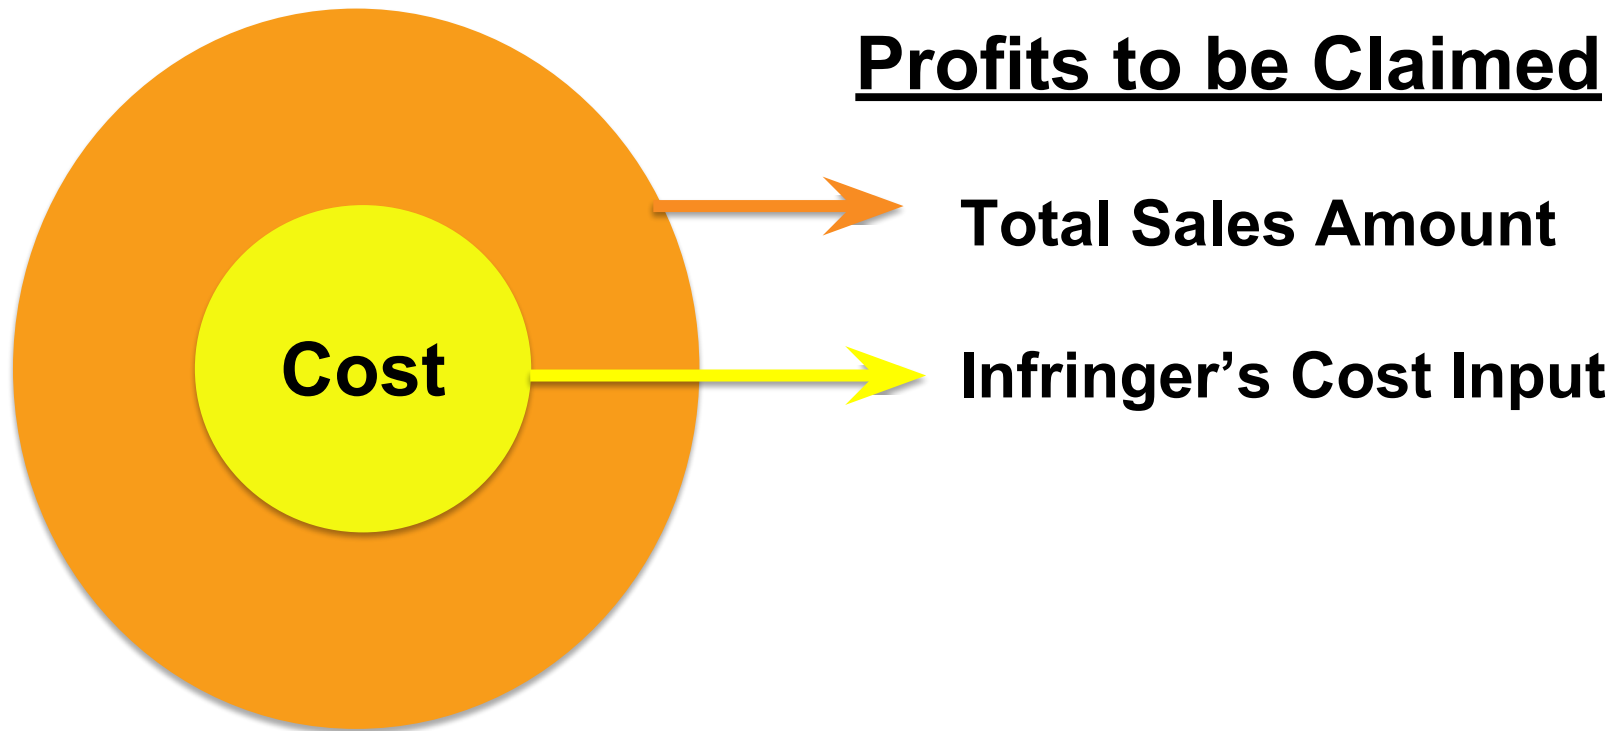 Profits to be Claimed
Total Sales Amount
Cost
Infringer’s Cost Input